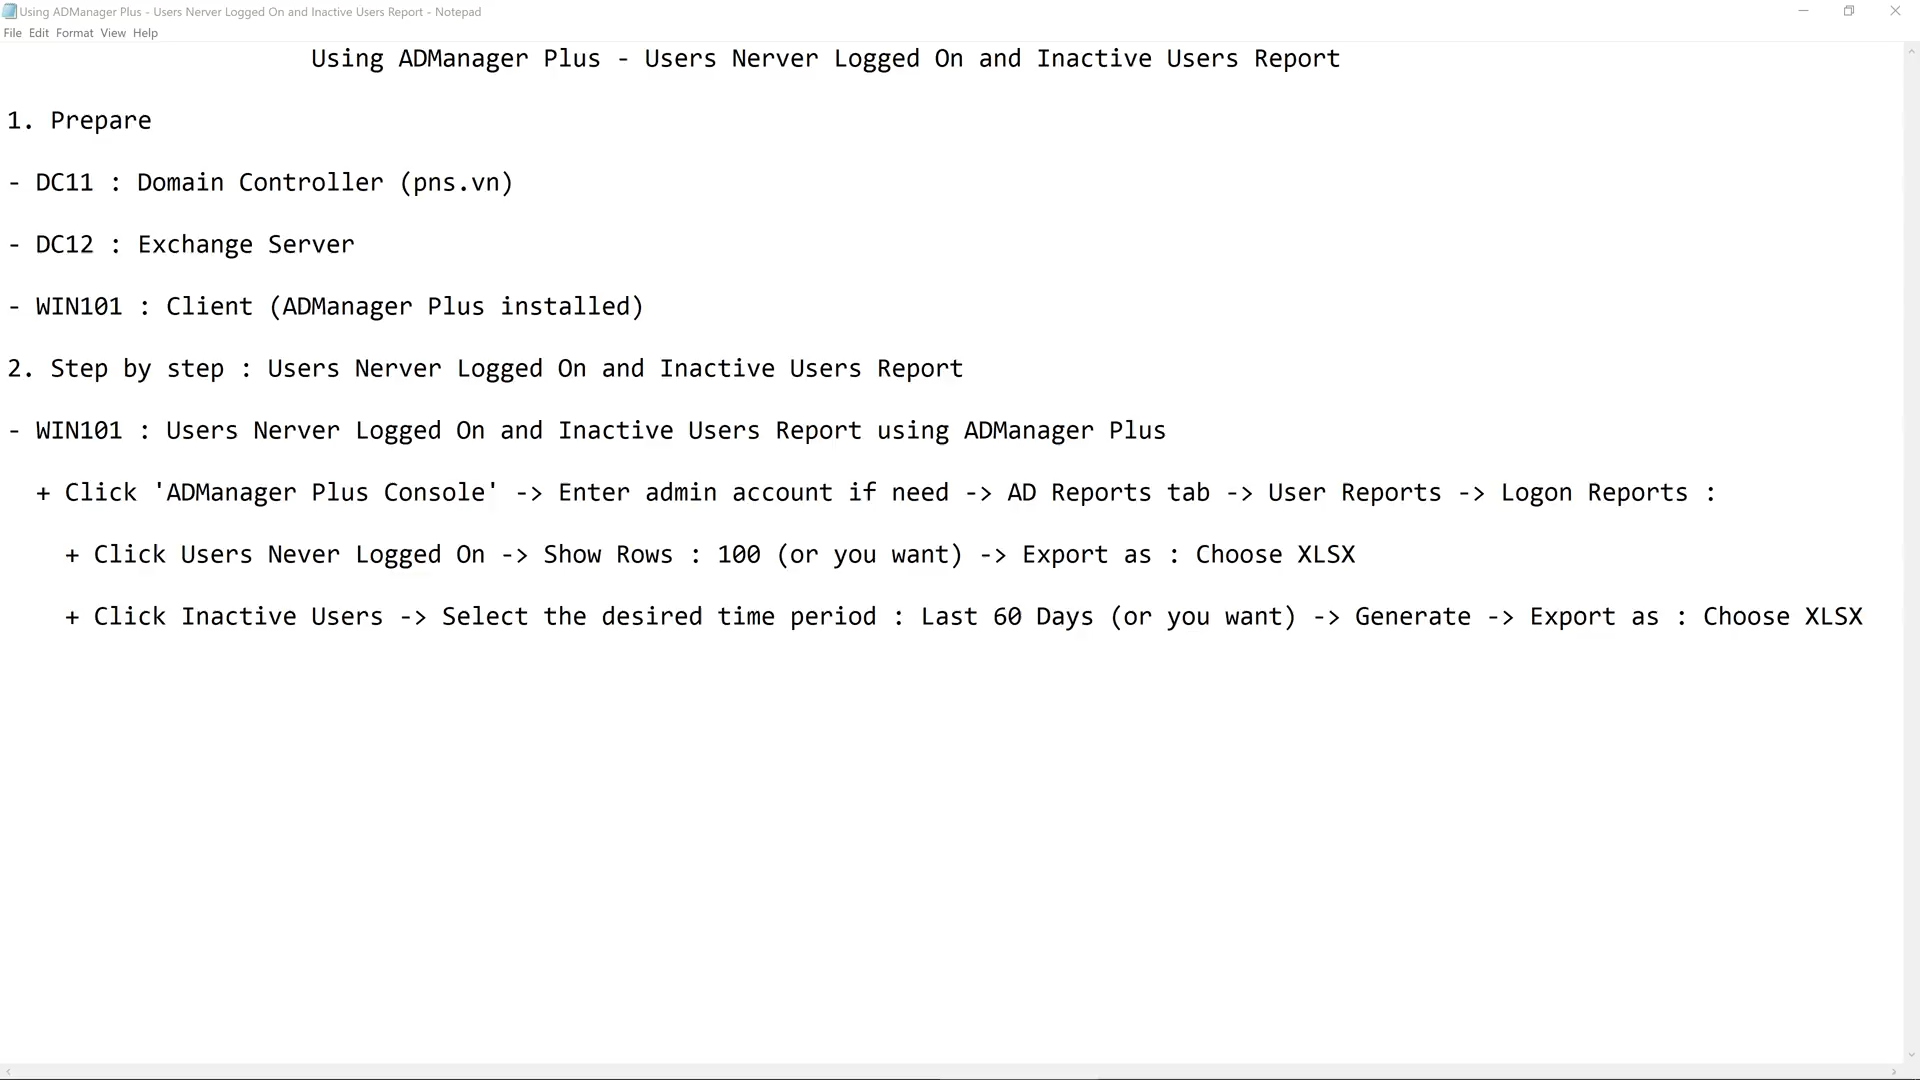 Using ADManager Plus - Users Nerver Logged On and Inactive Users Report - Notepad
File Edit Format View Help
Using ADManager Plus - Users Nerver Logged On and Inactive Users Report
1. Prepare
- DC11 : Domain Controller (pns.vn)
- DC12 : Exchange Server
- WIN101 : Client (ADManager Plus installed)
2. Step by step : Users Nerver Logged On and Inactive Users Report
- WIN101 : Users Nerver Logged On and Inactive Users Report using ADManager Plus
+ Click 'ADManager Plus Console' -> Enter admin account if need -> AD Reports tab -> User Reports -> Logon Reports :
+ Click Users Never Logged On -> Show Rows : 100 (or you want) -> Export as : Choose XLSX
+ Click Inactive Users -> Select the desired time period : Last 60 Days (or you want) -> Generate -> Export as : Choose XLSX